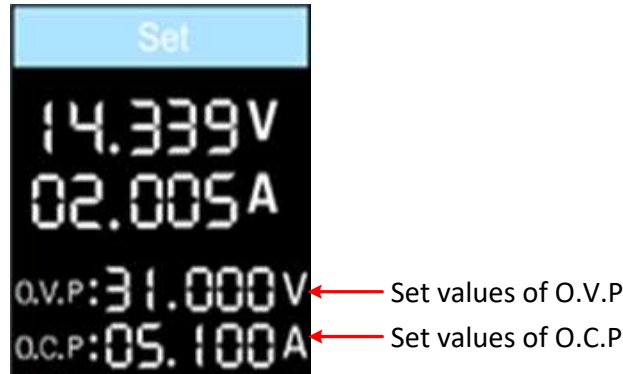 Set
14.339V
02.005A
O.V.P:31.000V
Set values of O.V.P
O.C.P:05.100A
Set values of O.C.P